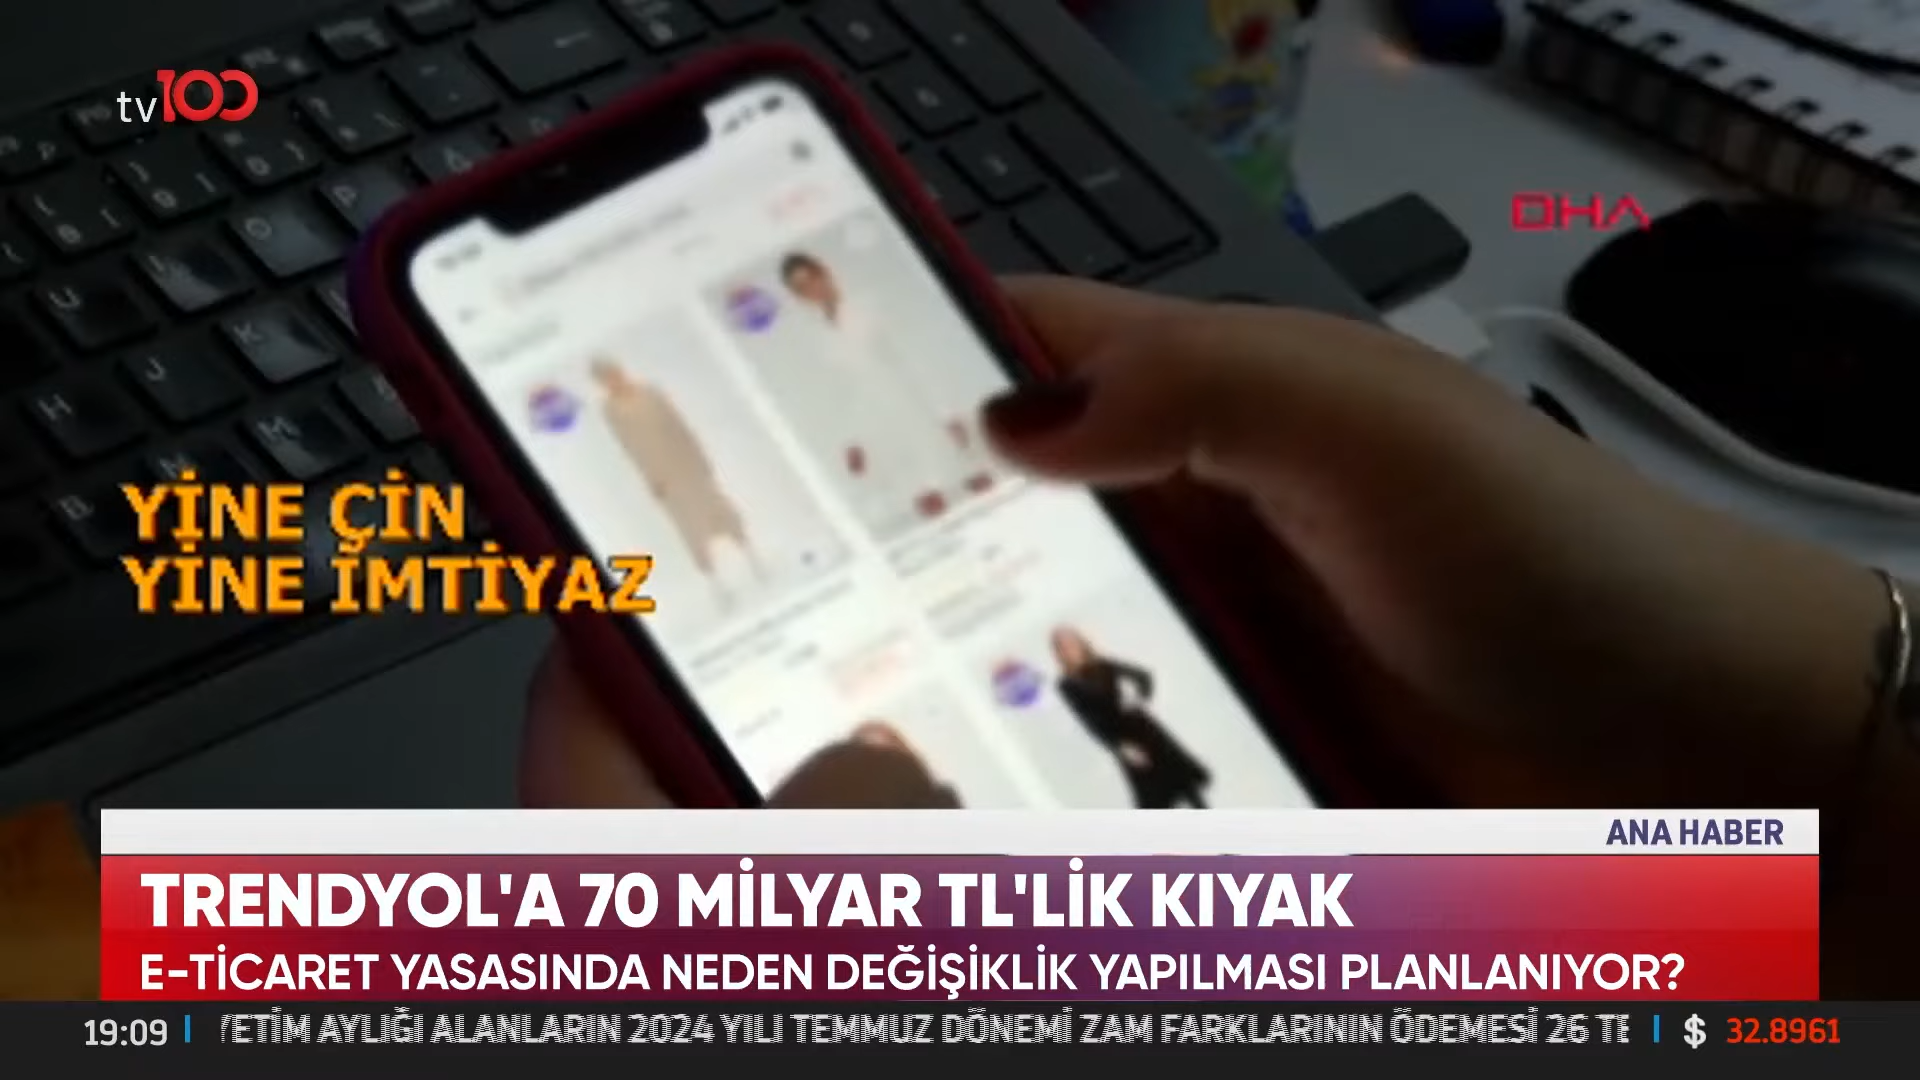 tv100
DHA
YİNE ÇİN
YİNE İMTİYAZ
ANA HABER
TRENDYOL'A 70 MİLYAR TL'LİK KIYAK
E-TİCARET YASASINDA NEDEN DEĞİŞİKLİK YAPILMASI PLANLANIYOR?
19:09 | YETİM AYLIĞI ALANLARIN 2024 YILI TEMMUZ DÖNEMİ ZAM FARKLARININ ÖDEMESİ 26 TE | $ 32.8961